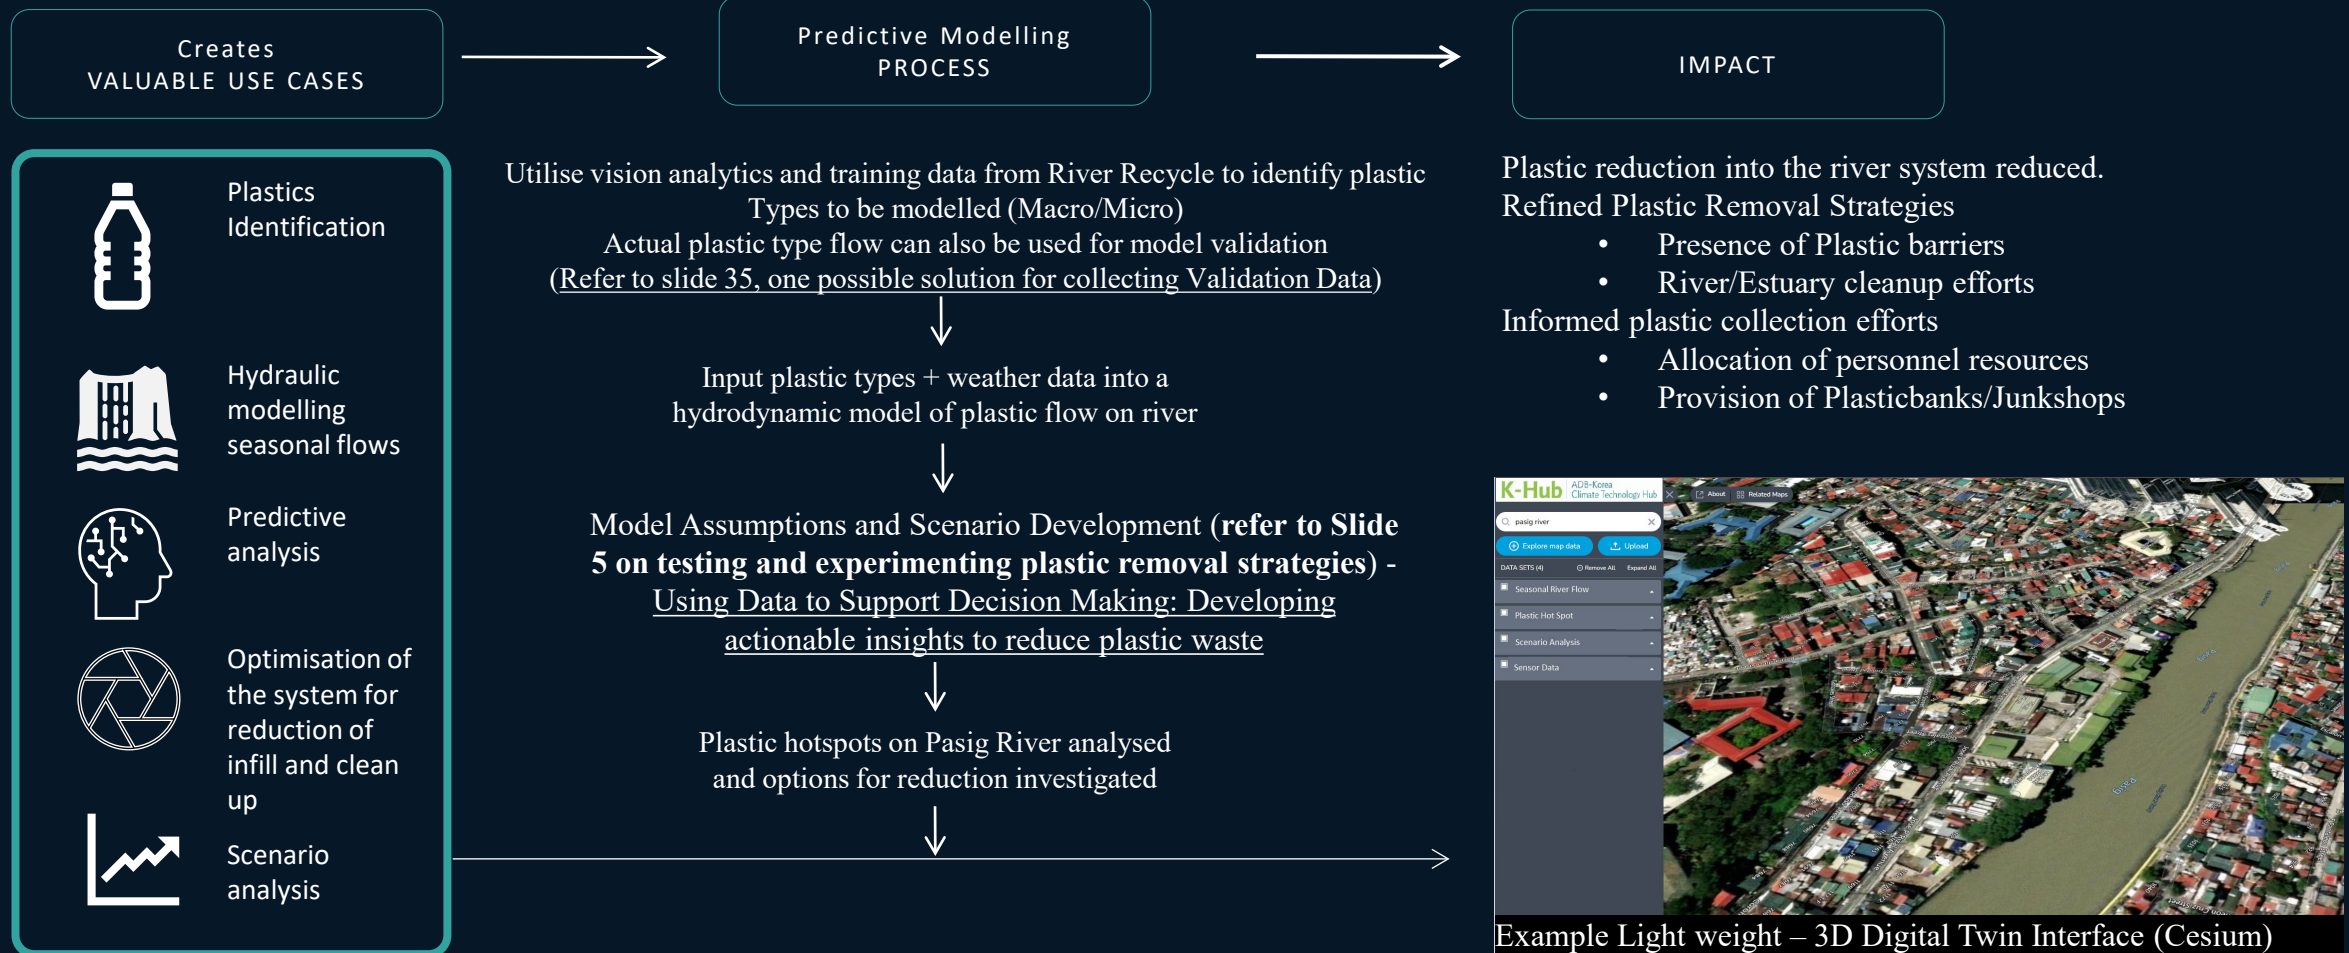 Creates
VALUABLE USE CASES
Predictive Modelling
PROCESS
IMPACT
Plastics
Identification
Hydraulic
modelling
seasonal flows
Predictive
analysis
Optimisation of
the system for
reduction of
infill and clean
up
Scenario
analysis
Utilise vision analytics and training data from River Recycle to identify plastic
Types to be modelled (Macro/Micro)
Actual plastic type flow can also be used for model validation
(Refer to slide 35, one possible solution for collecting Validation Data)
Input plastic types + weather data into a
hydrodynamic model of plastic flow on river
Model Assumptions and Scenario Development (refer to Slide
5 on testing and experimenting plastic removal strategies) -
Using Data to Support Decision Making: Developing
actionable insights to reduce plastic waste
Plastic hotspots on Pasig River analysed
and options for reduction investigated
Plastic reduction into the river system reduced.
Refined Plastic Removal Strategies
• Presence of Plastic barriers
• River/Estuary cleanup efforts
Informed plastic collection efforts
• Allocation of personnel resources
• Provision of Plasticbanks/Junkshops
K-Hub
ADB-Korea
Climate Technology Hub
About
Related Maps
pasig river
Explore map data
Upload
DATA SETS (4)
Remove All
Expand All
Seasonal River Flow
Plastic Hot Spot
Scenario Analysis
Sensor Data
Pasig
Example Light weight – 3D Digital Twin Interface (Cesium)